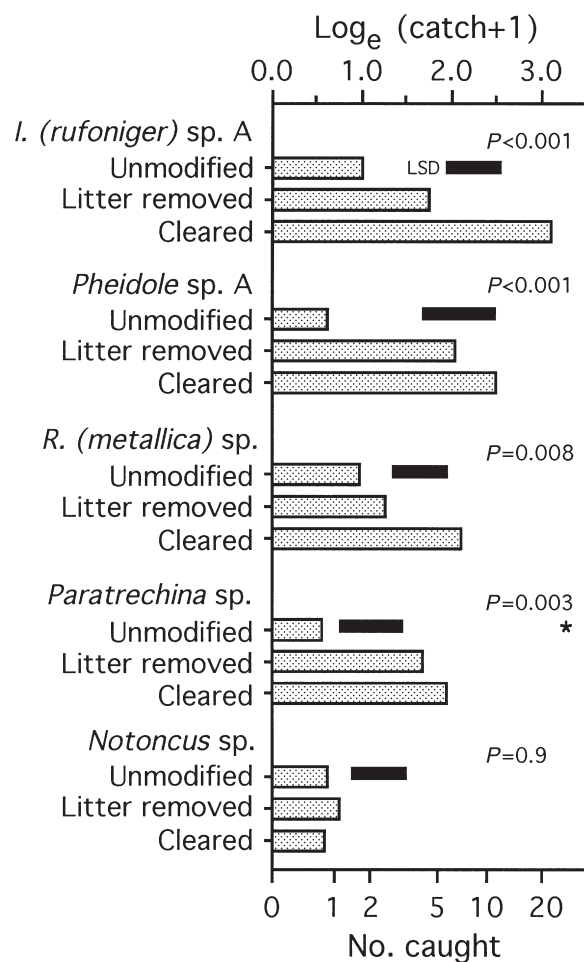 Logₑ (catch+1)
0.0 1.0 2.0 3.0
I. (rufoniger) sp. A
P<0.001
Unmodified
LSD
Litter removed
Cleared
Pheidole sp. A
P<0.001
Unmodified
Litter removed
Cleared
R. (metallica) sp.
P=0.008
Unmodified
Litter removed
Cleared
Paratrechina sp.
P=0.003
Unmodified
*
Litter removed
Cleared
Notoncus sp.
P=0.9
Unmodified
Litter removed
Cleared
0 1 2 5 10 20
No. caught